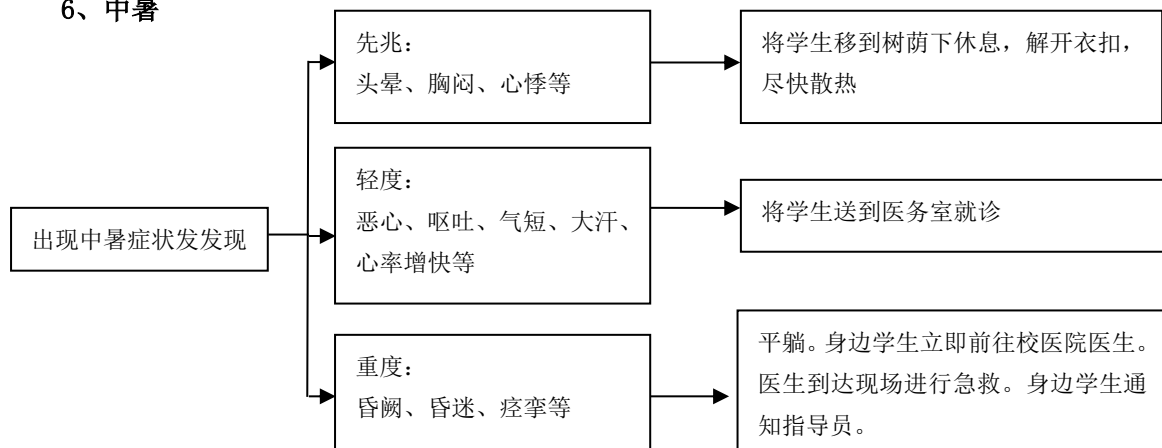 6、中暑
先兆：
头晕、胸闷、心悸等
将学生移到树荫下休息，解开衣扣，
尽快散热
出现中暑症状发发现
轻度：
恶心、呕吐、气短、大汗、
心率增快等
将学生送到医务室就诊
重度：
昏阙、昏迷、痉挛等
平躺。身边学生立即前往校医院医生。
医生到达现场进行急救。身边学生通
知指导员。